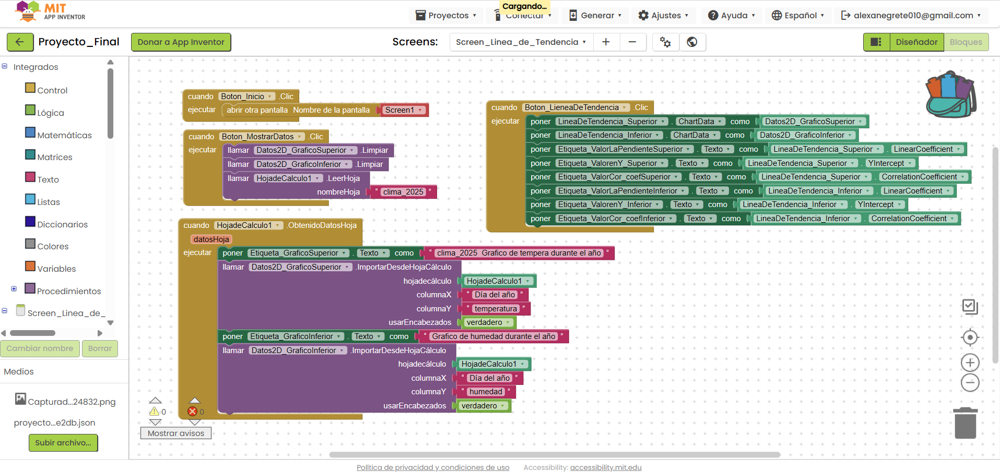 MIT
APP INVENTOR
Proyectos
Conectar
Cargando...
Generar
Ajustes
Ayuda
Español
alexanegrete010@gmail.com
Proyecto_Final
Donar a App Inventor
Screens:
Screen_Linea_de_Tendencia
Diseñador
Bloques
Integrados
Control
Lógica
Matemáticas
Matrices
Texto
Listas
Diccionarios
Colores
Variables
Procedimientos
Screen_Linea_de_
Cambiar nombre
Borrar
Medios
Capturad...24832.png
proyecto...e2db.json
Subir archivo...
cuando Boton_Inicio .Clic
ejecutar abrir otra pantalla Nombre de la pantalla Screen1
cuando Boton_MostrarDatos .Clic
ejecutar llamar Datos2D_GraficoSuperior .Limpiar
llamar Datos2D_GraficoInferior .Limpiar
llamar HojadeCalculo1 .LeerHoja
nombreHoja “ clima_2025 ”
cuando HojadeCalculo1 .ObtenidoDatosHoja
datosHoja
ejecutar poner Etiqueta_GraficoSuperior . Texto como “ clima_2025 Grafico de tempera durante el año ”
llamar Datos2D_GraficoSuperior .ImportarDesdeHojaCálculo
hojadecálculo HojadeCalculo1
columnaX “ Día del año ”
columnaY “ temperatura ”
usarEncabezados verdadero
poner Etiqueta_GraficoInferior . Texto como “ Grafico de humedad durante el año ”
llamar Datos2D_GraficoInferior .ImportarDesdeHojaCálculo
hojadecálculo HojadeCalculo1
columnaX “ Día del año ”
columnaY “ humedad ”
usarEncabezados verdadero
cuando Boton_LieneaDeTendencia .Clic
ejecutar poner LineaDeTendencia_Superior . ChartData como Datos2D_GraficoSuperior
poner LineaDeTendencia_Inferior . ChartData como Datos2D_GraficoInferior
poner Etiqueta_ValorLaPendienteSuperior . Texto como LineaDeTendencia_Superior . LinearCoefficient
poner Etiqueta_ValorenY_Superior . Texto como LineaDeTendencia_Superior . YIntercept
poner Etiqueta_ValorCor_coefSuperior . Texto como LineaDeTendencia_Superior . CorrelationCoefficient
poner Etiqueta_ValorLaPendienteInferior . Texto como LineaDeTendencia_Inferior . LinearCoefficient
poner Etiqueta_ValorenY_Inferior . Texto como LineaDeTendencia_Inferior . YIntercept
poner Etiqueta_ValorCor_coefInferior . Texto como LineaDeTendencia_Inferior . CorrelationCoefficient
0
0
Mostrar avisos
Política de privacidad y condiciones de uso
Accessibility: accessibility.mit.edu